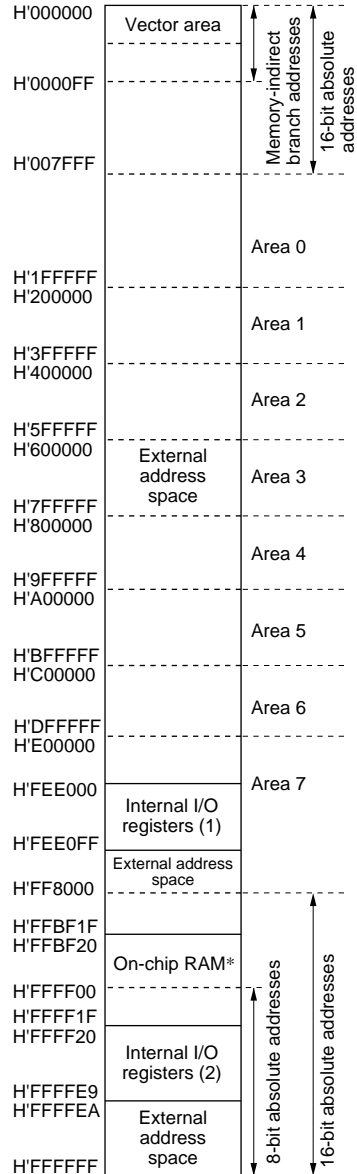 H'000000
Vector area
H'0000FF
Memory-indirect
branch addresses
16-bit absolute
addresses
H'007FFF
Area 0
H'1FFFFF
H'200000
Area 1
H'3FFFFF
H'400000
Area 2
H'5FFFFF
H'600000
External
address
space
Area 3
H'7FFFFF
H'800000
Area 4
H'9FFFFF
H'A00000
Area 5
H'BFFFFF
H'C00000
Area 6
H'DFFFFF
H'E00000
Area 7
H'FEE000
Internal I/O
registers (1)
H'FEE0FF
External address
space
H'FF8000
H'FFBF1F
H'FFBF20
On-chip RAM*
H'FFFF00
H'FFFF1F
H'FFFF20
Internal I/O
registers (2)
8-bit absolute addresses
16-bit absolute addresses
H'FFFFE9
H'FFFFEA
External
address
space
H'FFFFFF